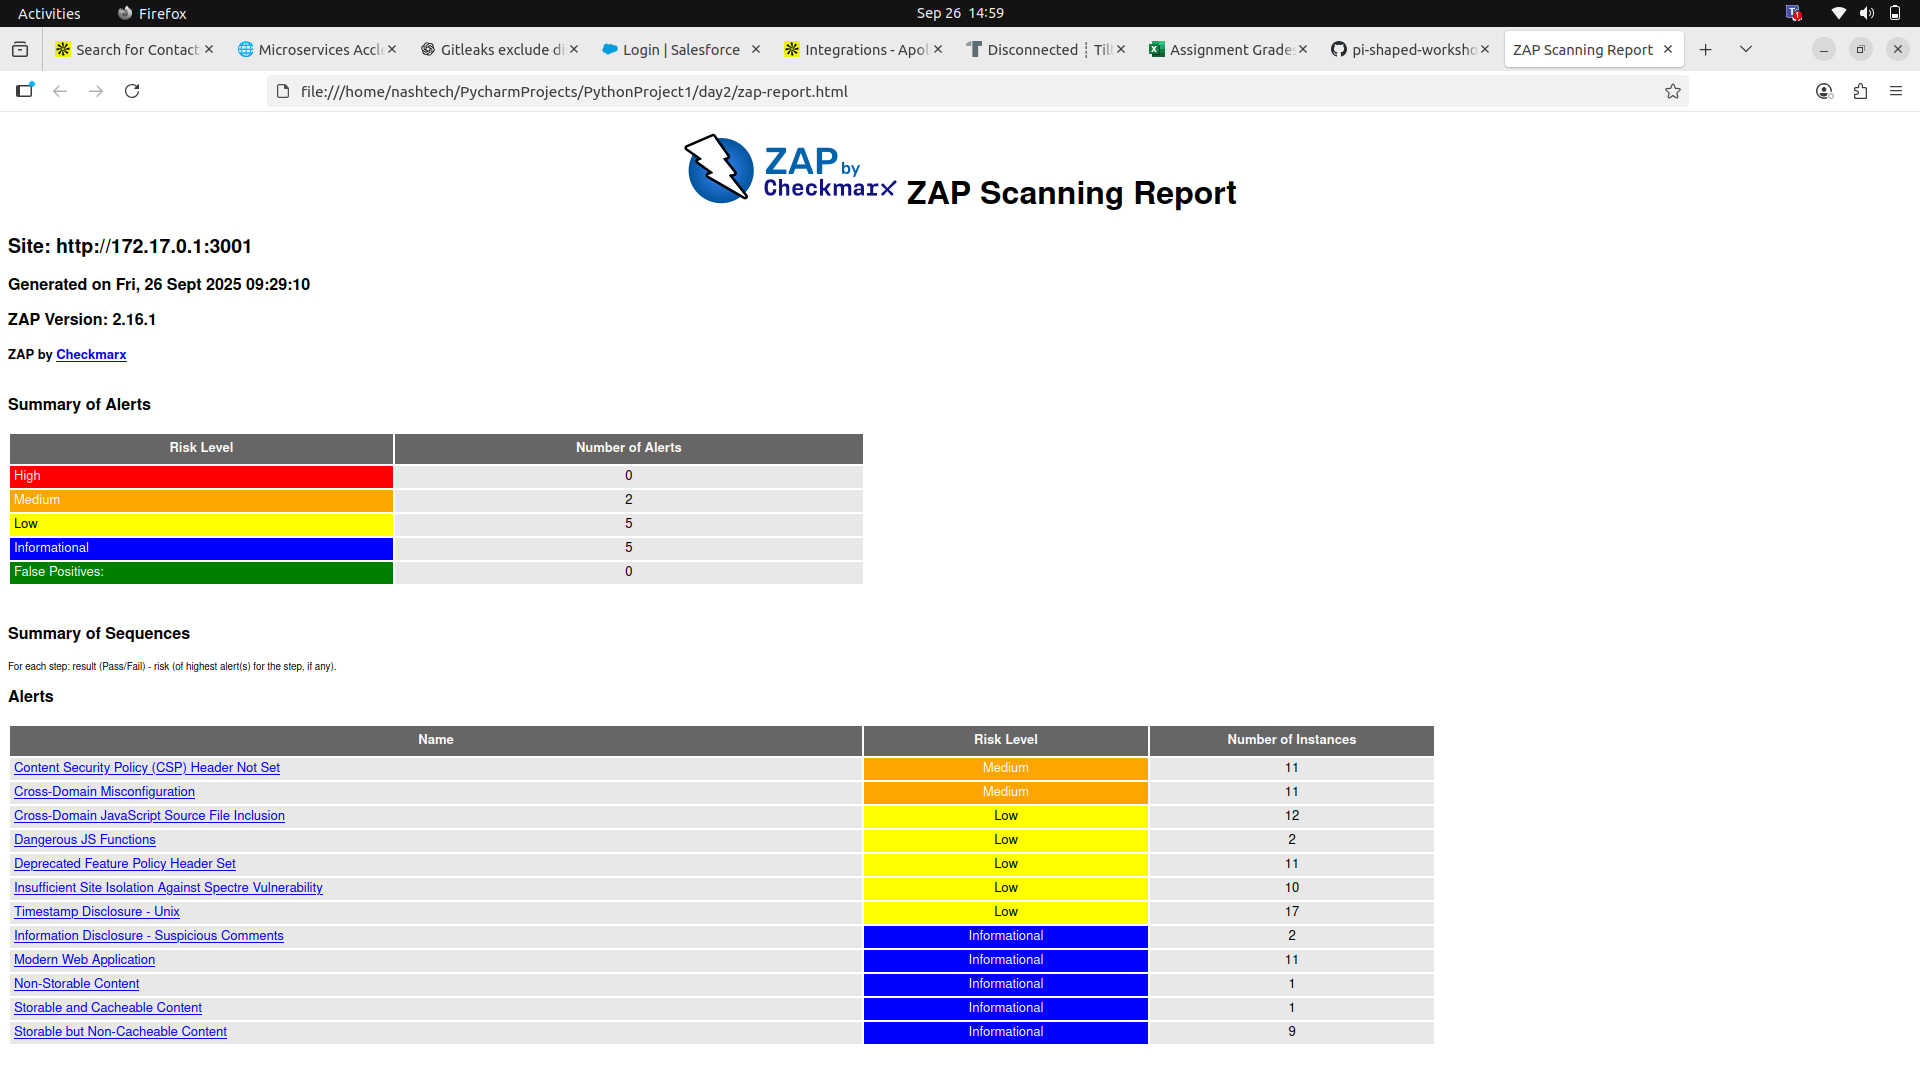 Activities Firefox Sep 26 14:59
Search for Contact Microservices Accl Gitleaks exclude di Login | Salesforce Integrations - Apol Disconnected ¦ Tilt Assignment Grade pi-shaped-worksho ZAP Scanning Report
file:///home/nashtech/PycharmProjects/PythonProject1/day2/zap-report.html
ZAP by Checkmarx ZAP Scanning Report
Site: http://172.17.0.1:3001
Generated on Fri, 26 Sept 2025 09:29:10
ZAP Version: 2.16.1
ZAP by Checkmarx
Summary of Alerts
Risk Level Number of Alerts
High 0
Medium 2
Low 5
Informational 5
False Positives: 0
Summary of Sequences
For each step: result (Pass/Fail) - risk (of highest alert(s) for the step, if any).
Alerts
Name Risk Level Number of Instances
Content Security Policy (CSP) Header Not Set Medium 11
Cross-Domain Misconfiguration Medium 11
Cross-Domain JavaScript Source File Inclusion Low 12
Dangerous JS Functions Low 2
Deprecated Feature Policy Header Set Low 11
Insufficient Site Isolation Against Spectre Vulnerability Low 10
Timestamp Disclosure - Unix Low 17
Information Disclosure - Suspicious Comments Informational 2
Modern Web Application Informational 11
Non-Storable Content Informational 1
Storable and Cacheable Content Informational 1
Storable but Non-Cacheable Content Informational 9